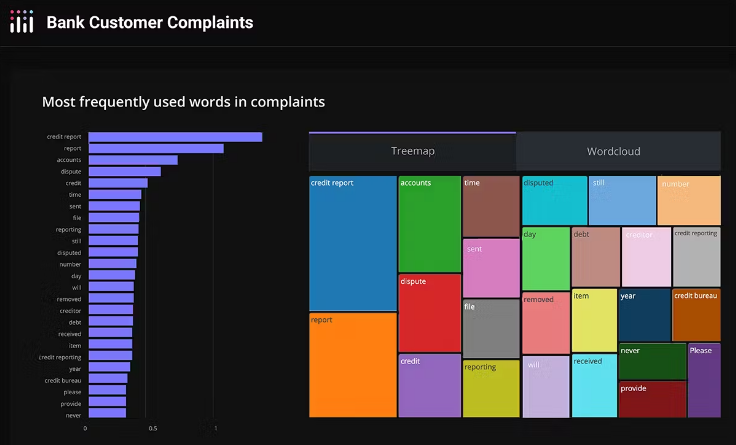 Bank Customer Complaints
Most frequently used words in complaints
credit report
report
accounts
dispute
credit
time
sent
file
reporting
still
disputed
number
day
will
removed
creditor
debt
received
item
credit reporting
year
credit bureau
please
provide
never
0
0.5
1
Treemap
Wordcloud
credit report
accounts
time
disputed
still
number
day
debt
creditor
credit reporting
sent
dispute
removed
item
year
credit bureau
file
report
never
Please
credit
reporting
will
received
provide